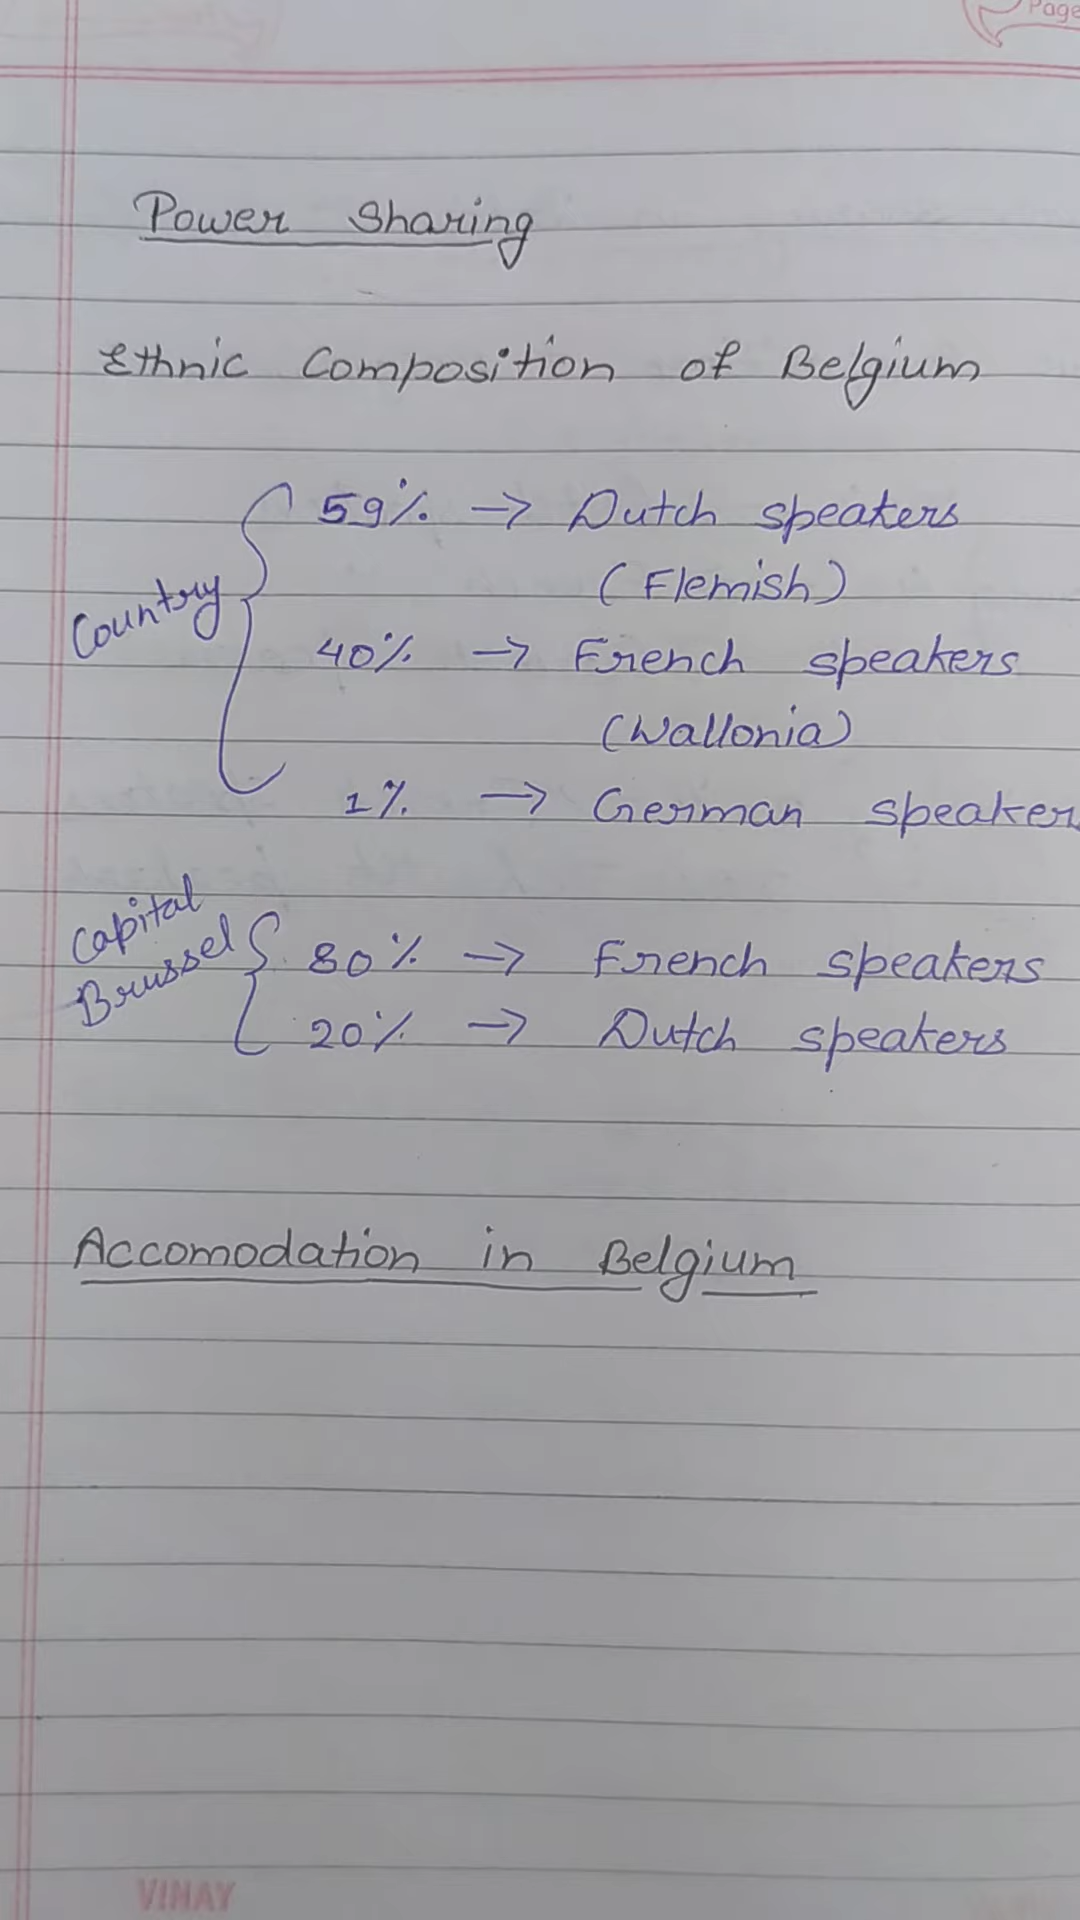 Page
Power Sharing
Ethnic Composition of Belgium
Country
59% → Dutch speakers
(Flemish)
40% → French speakers
(Wallonia)
1% → German speaker
Capital
Brussel
80% → French speakers
20% → Dutch speakers
Accomodation in Belgium
VINAY